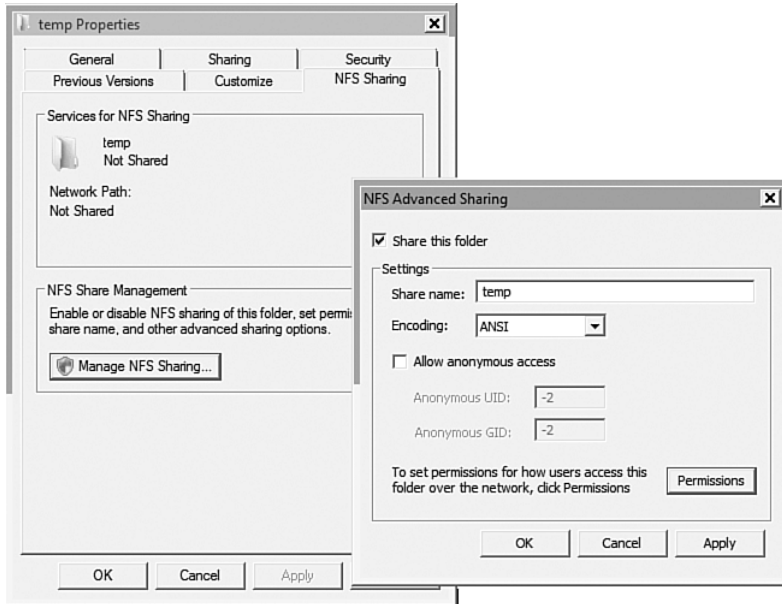 temp Properties
General Sharing Security
Previous Versions Customize NFS Sharing
Services for NFS Sharing
temp
Not Shared
Network Path:
Not Shared
NFS Share Management
Enable or disable NFS sharing of this folder, set permi
share name, and other advanced sharing options.
Manage NFS Sharing...
OK Cancel Apply
NFS Advanced Sharing
Share this folder
Settings
Share name: temp
Encoding: ANSI
Allow anonymous access
Anonymous UID: -2
Anonymous GID: -2
To set permissions for how users access this
folder over the network, click Permissions
Permissions
OK Cancel Apply